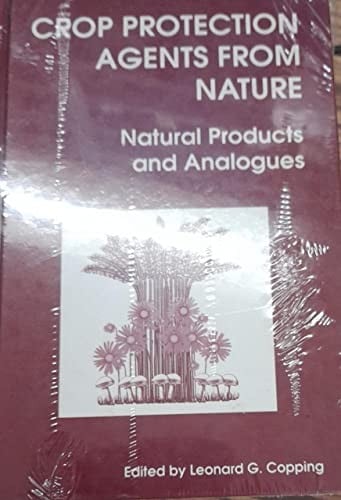 CROP PROTECTION
AGENTS FROM
NATURE
Natural Products
and Analogues
Edited by Leonard G. Copping